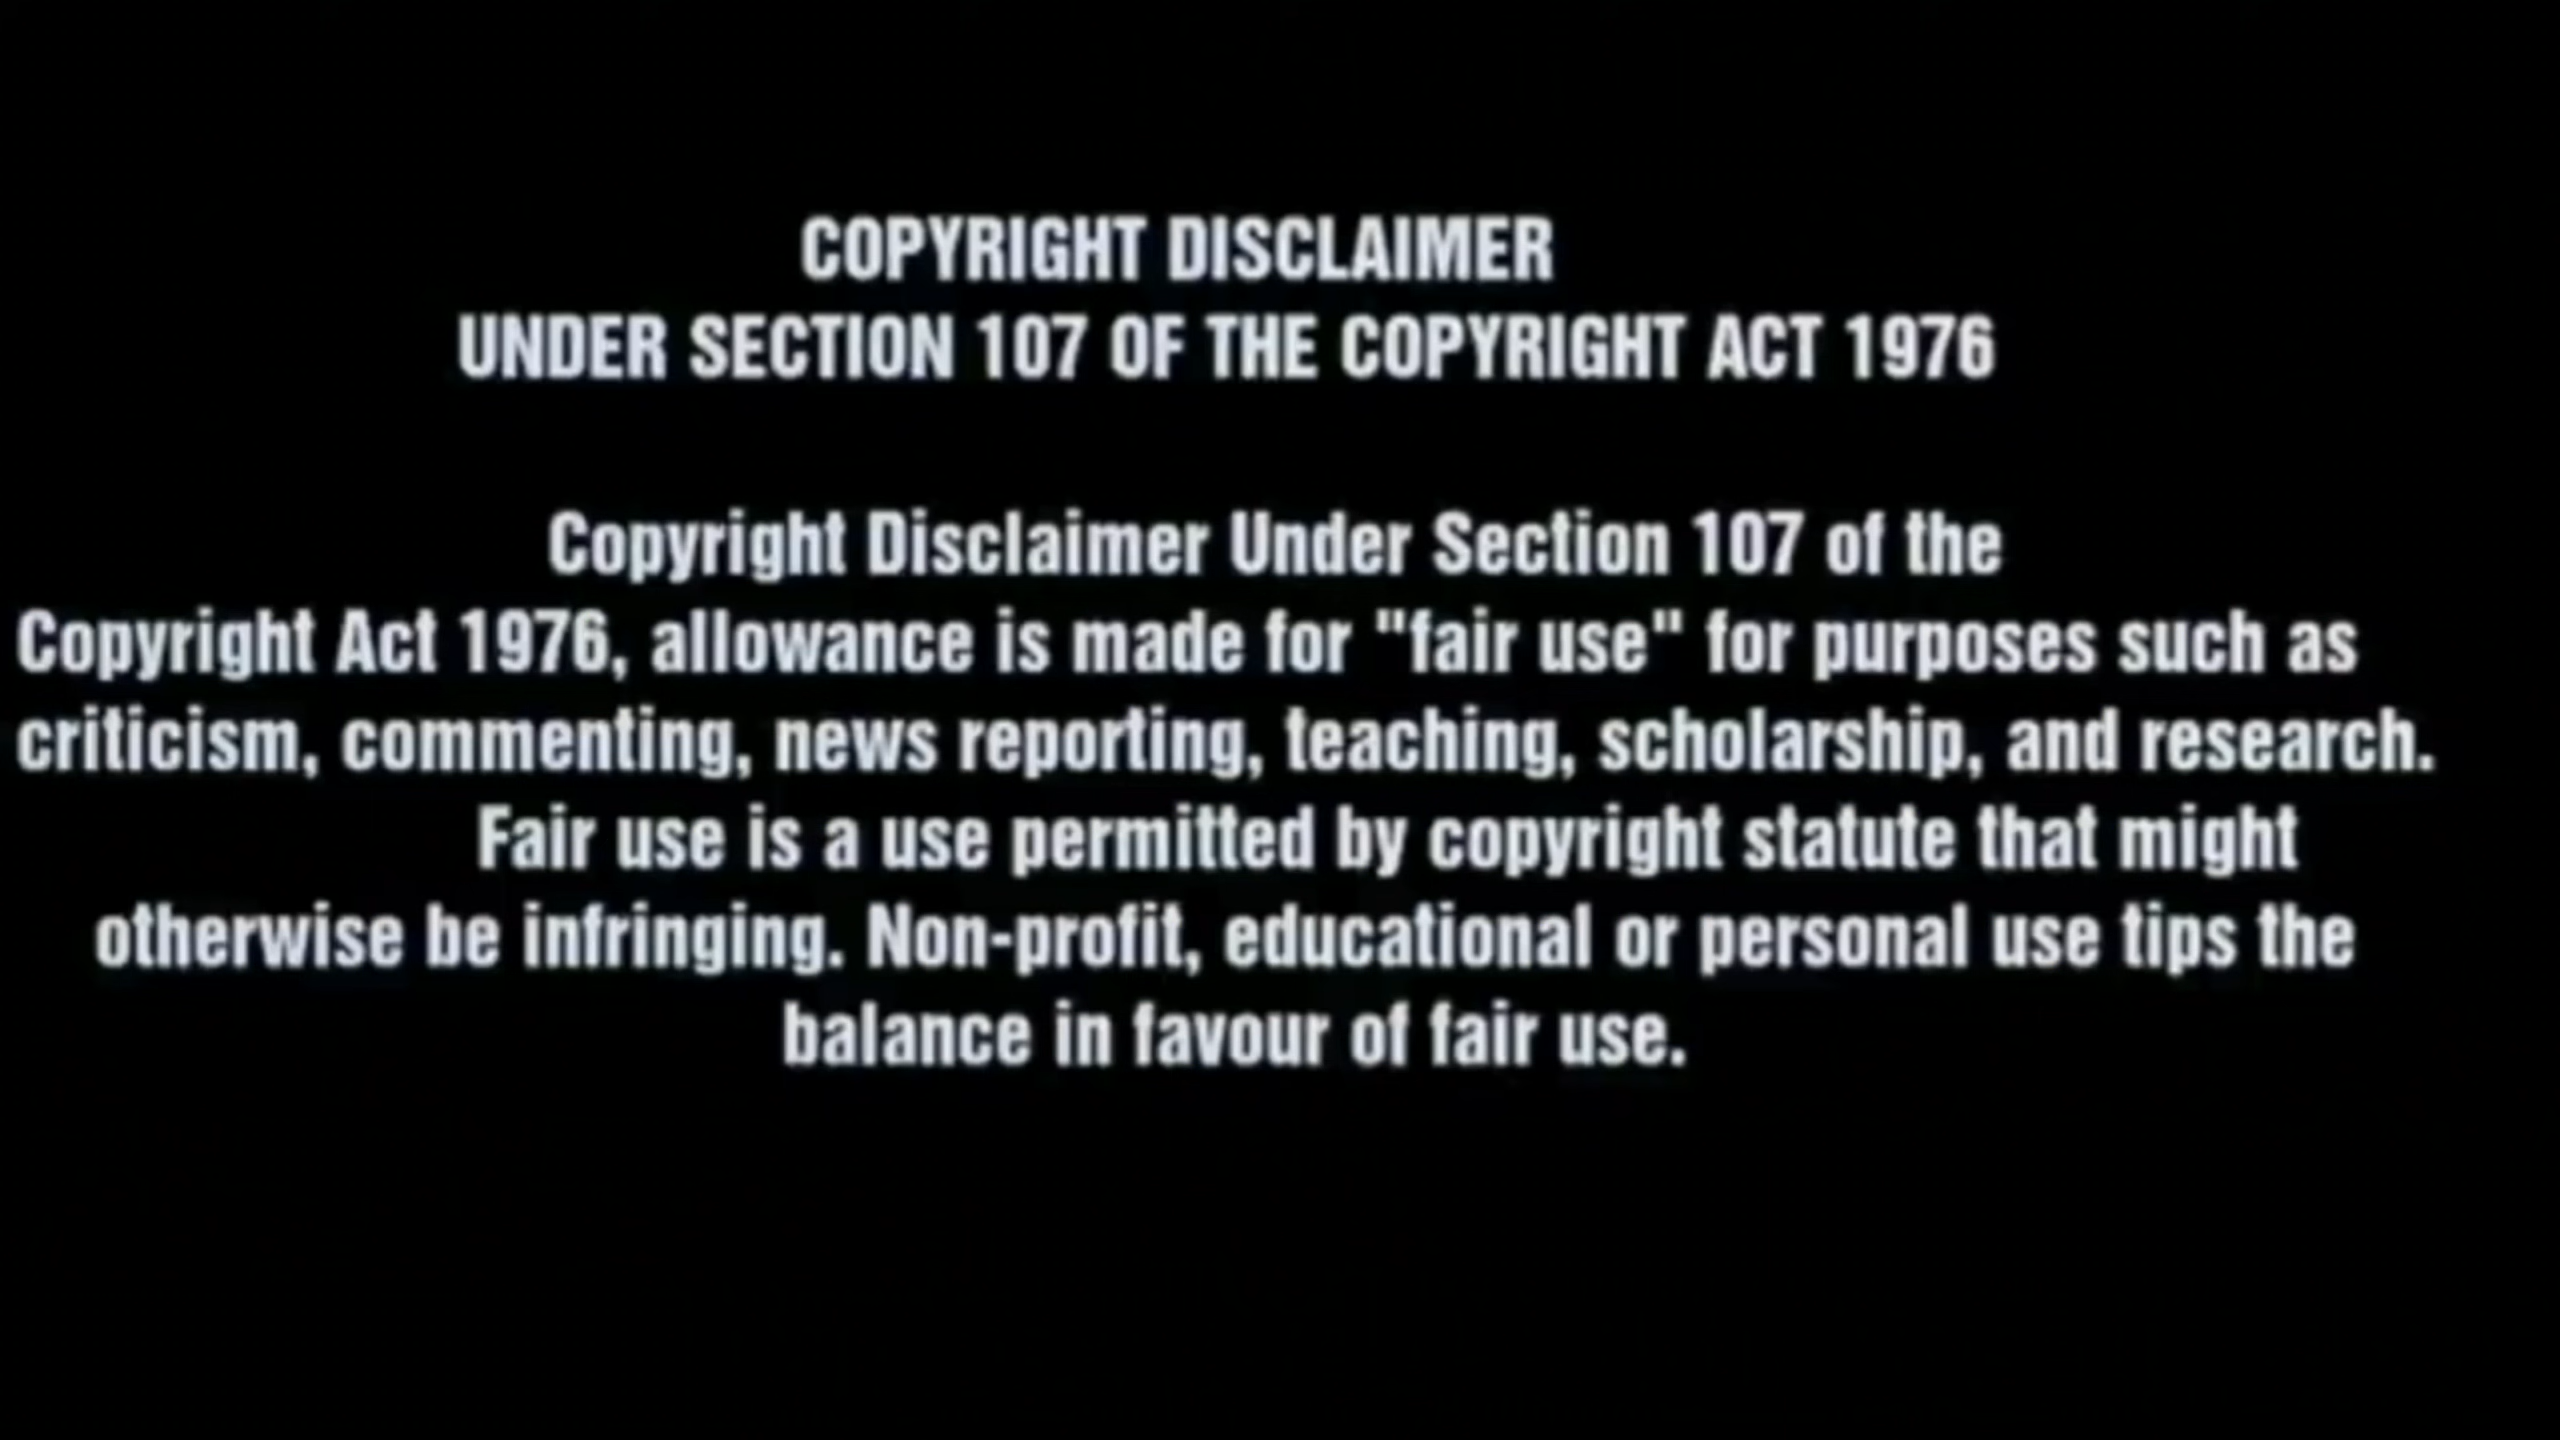 COPYRIGHT DISCLAIMER
UNDER SECTION 107 OF THE COPYRIGHT ACT 1976
Copyright Disclaimer Under Section 107 of the
Copyright Act 1976, allowance is made for "fair use" for purposes such as
criticism, commenting, news reporting, teaching, scholarship, and research.
Fair use is a use permitted by copyright statute that might
otherwise be infringing. Non-profit, educational or personal use tips the
balance in favour of fair use.